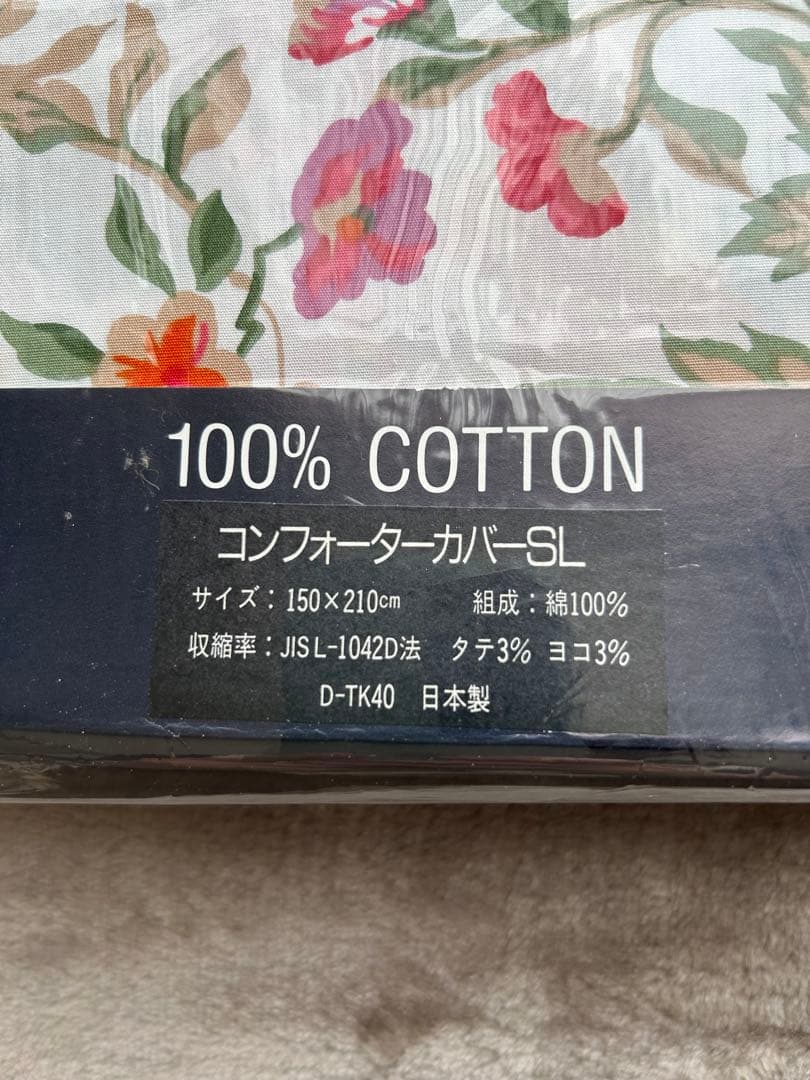 100% COTTON
コンフォーターカバーSL
サイズ：150×210㎝ 組成：綿100%
収縮率：JIS L-1042D法 タテ3% ヨコ3%
D-TK40 日本製